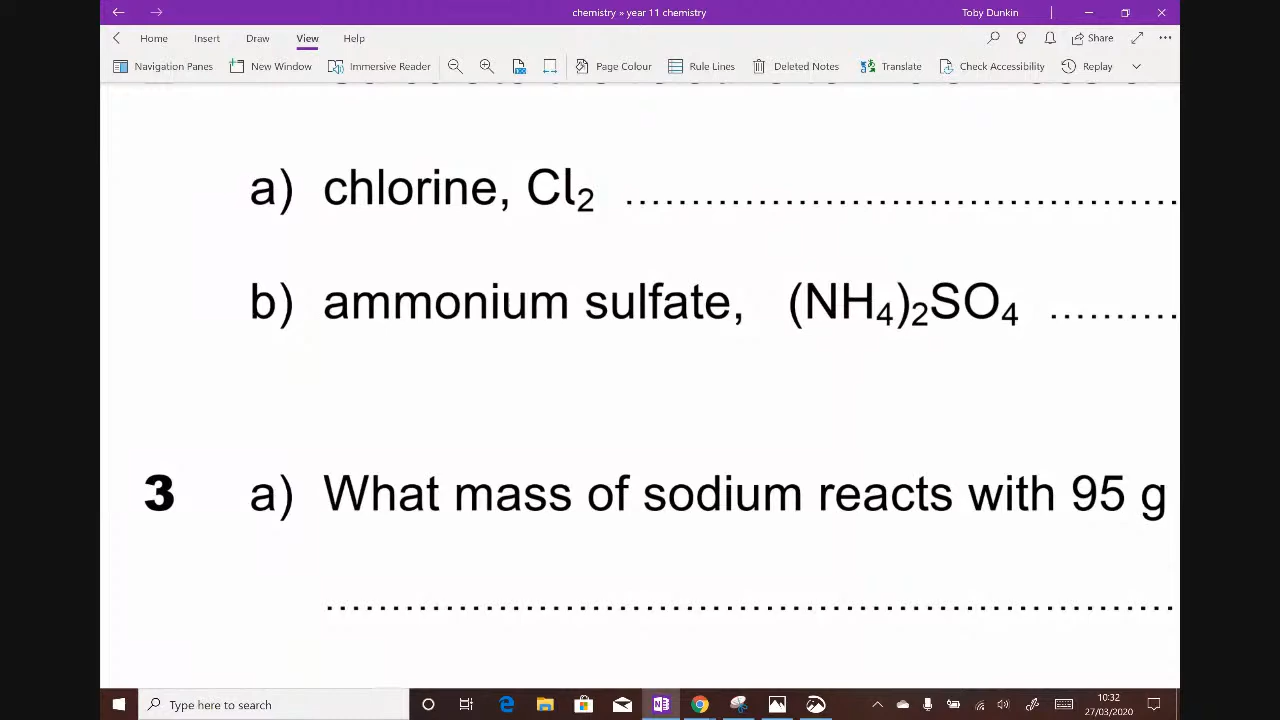 chemistry » year 11 chemistry
Toby Dunkin
Home Insert Draw View Help
Share
Navigation Panes New Window Immersive Reader Page Colour Rule Lines Deleted Notes Translate Check Accessibility Replay
a) chlorine, Cl₂ ..........................................
b) ammonium sulfate, (NH₄)₂SO₄ ..........
3 a) What mass of sodium reacts with 95 g
................................................................
Type here to search
10:32
27/03/2020